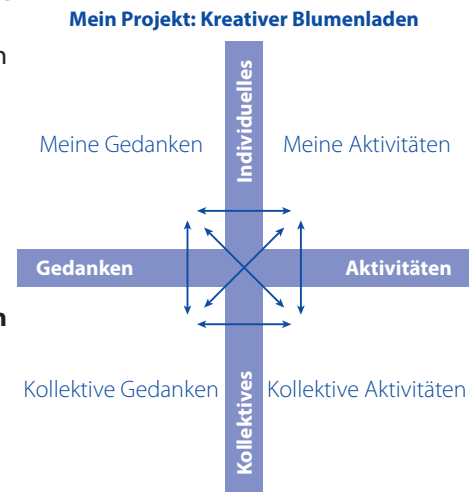 Mein Projekt: Kreativer Blumenladen
n
Individuelles
Meine Gedanken
Meine Aktivitäten
Gedanken
Aktivitäten
n
Kollektive Gedanken
Kollektives
Kollektive Aktivitäten